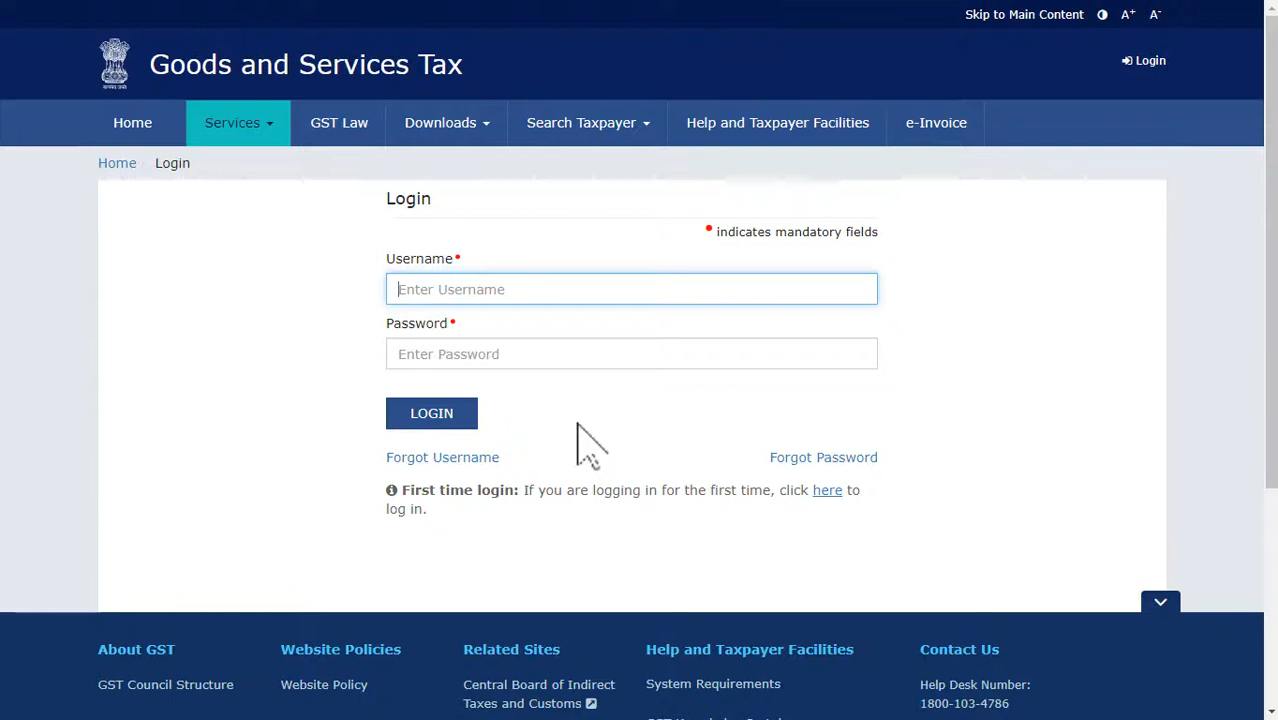 Skip to Main Content A+ A-
सत्यमेव जयते
Goods and Services Tax
Login
Home Services GST Law Downloads Search Taxpayer Help and Taxpayer Facilities e-Invoice
Home Login
Login
• indicates mandatory fields
Username•
Enter Username
Password•
Enter Password
LOGIN
Forgot Username Forgot Password
First time login: If you are logging in for the first time, click here to
log in.
About GST Website Policies Related Sites Help and Taxpayer Facilities Contact Us
GST Council Structure Website Policy Central Board of Indirect System Requirements Help Desk Number:
Taxes and Customs 1800-103-4786